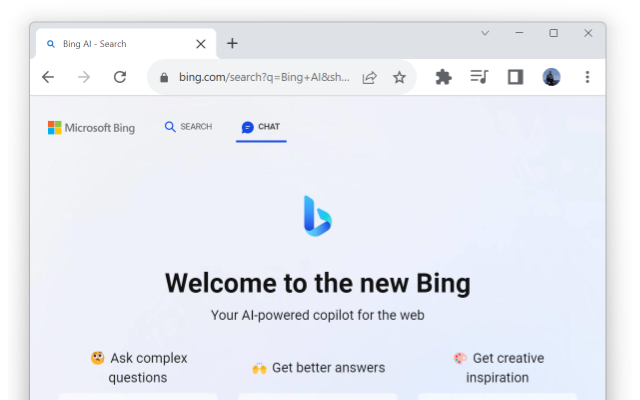 Bing AI - Search
bing.com/search?q=Bing+AI&sh...
Microsoft Bing
SEARCH
CHAT
Welcome to the new Bing
Your AI-powered copilot for the web
Ask complex
questions
Get better answers
Get creative
inspiration